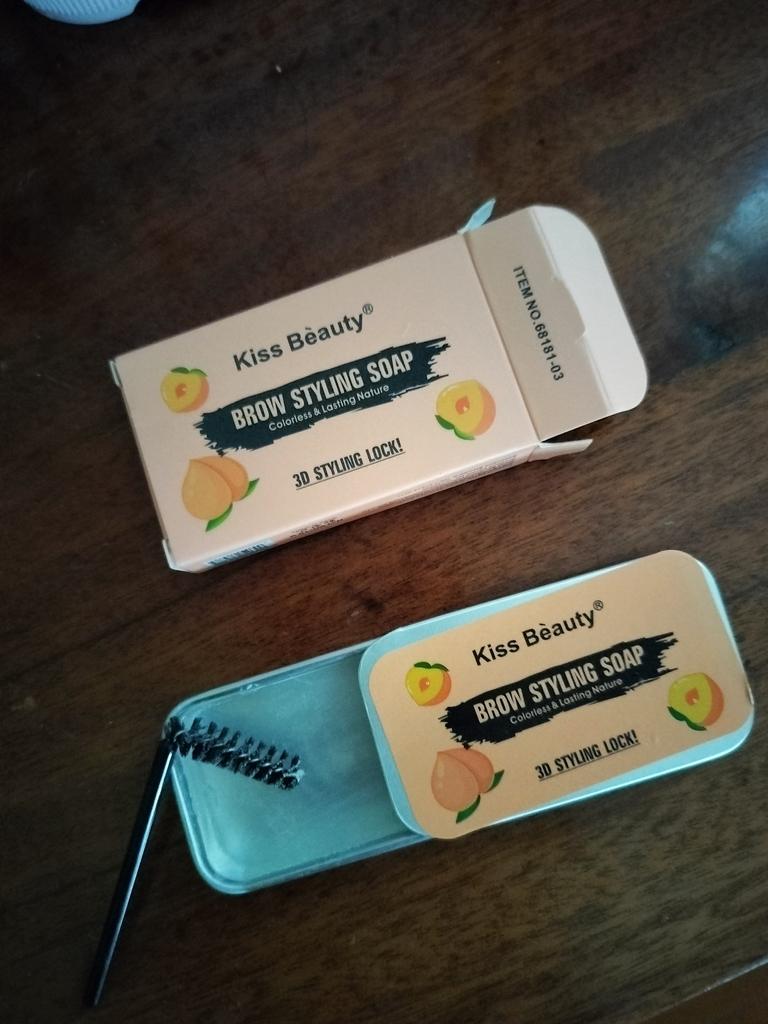 Kiss Bèauty®
BROW STYLING SOAP
Colorless & Lasting Nature
3D STYLING LOCK!
ITEM NO.68181-03
Kiss Bèauty®
BROW STYLING SOAP
Colorless & Lasting Nature
3D STYLING LOCK!